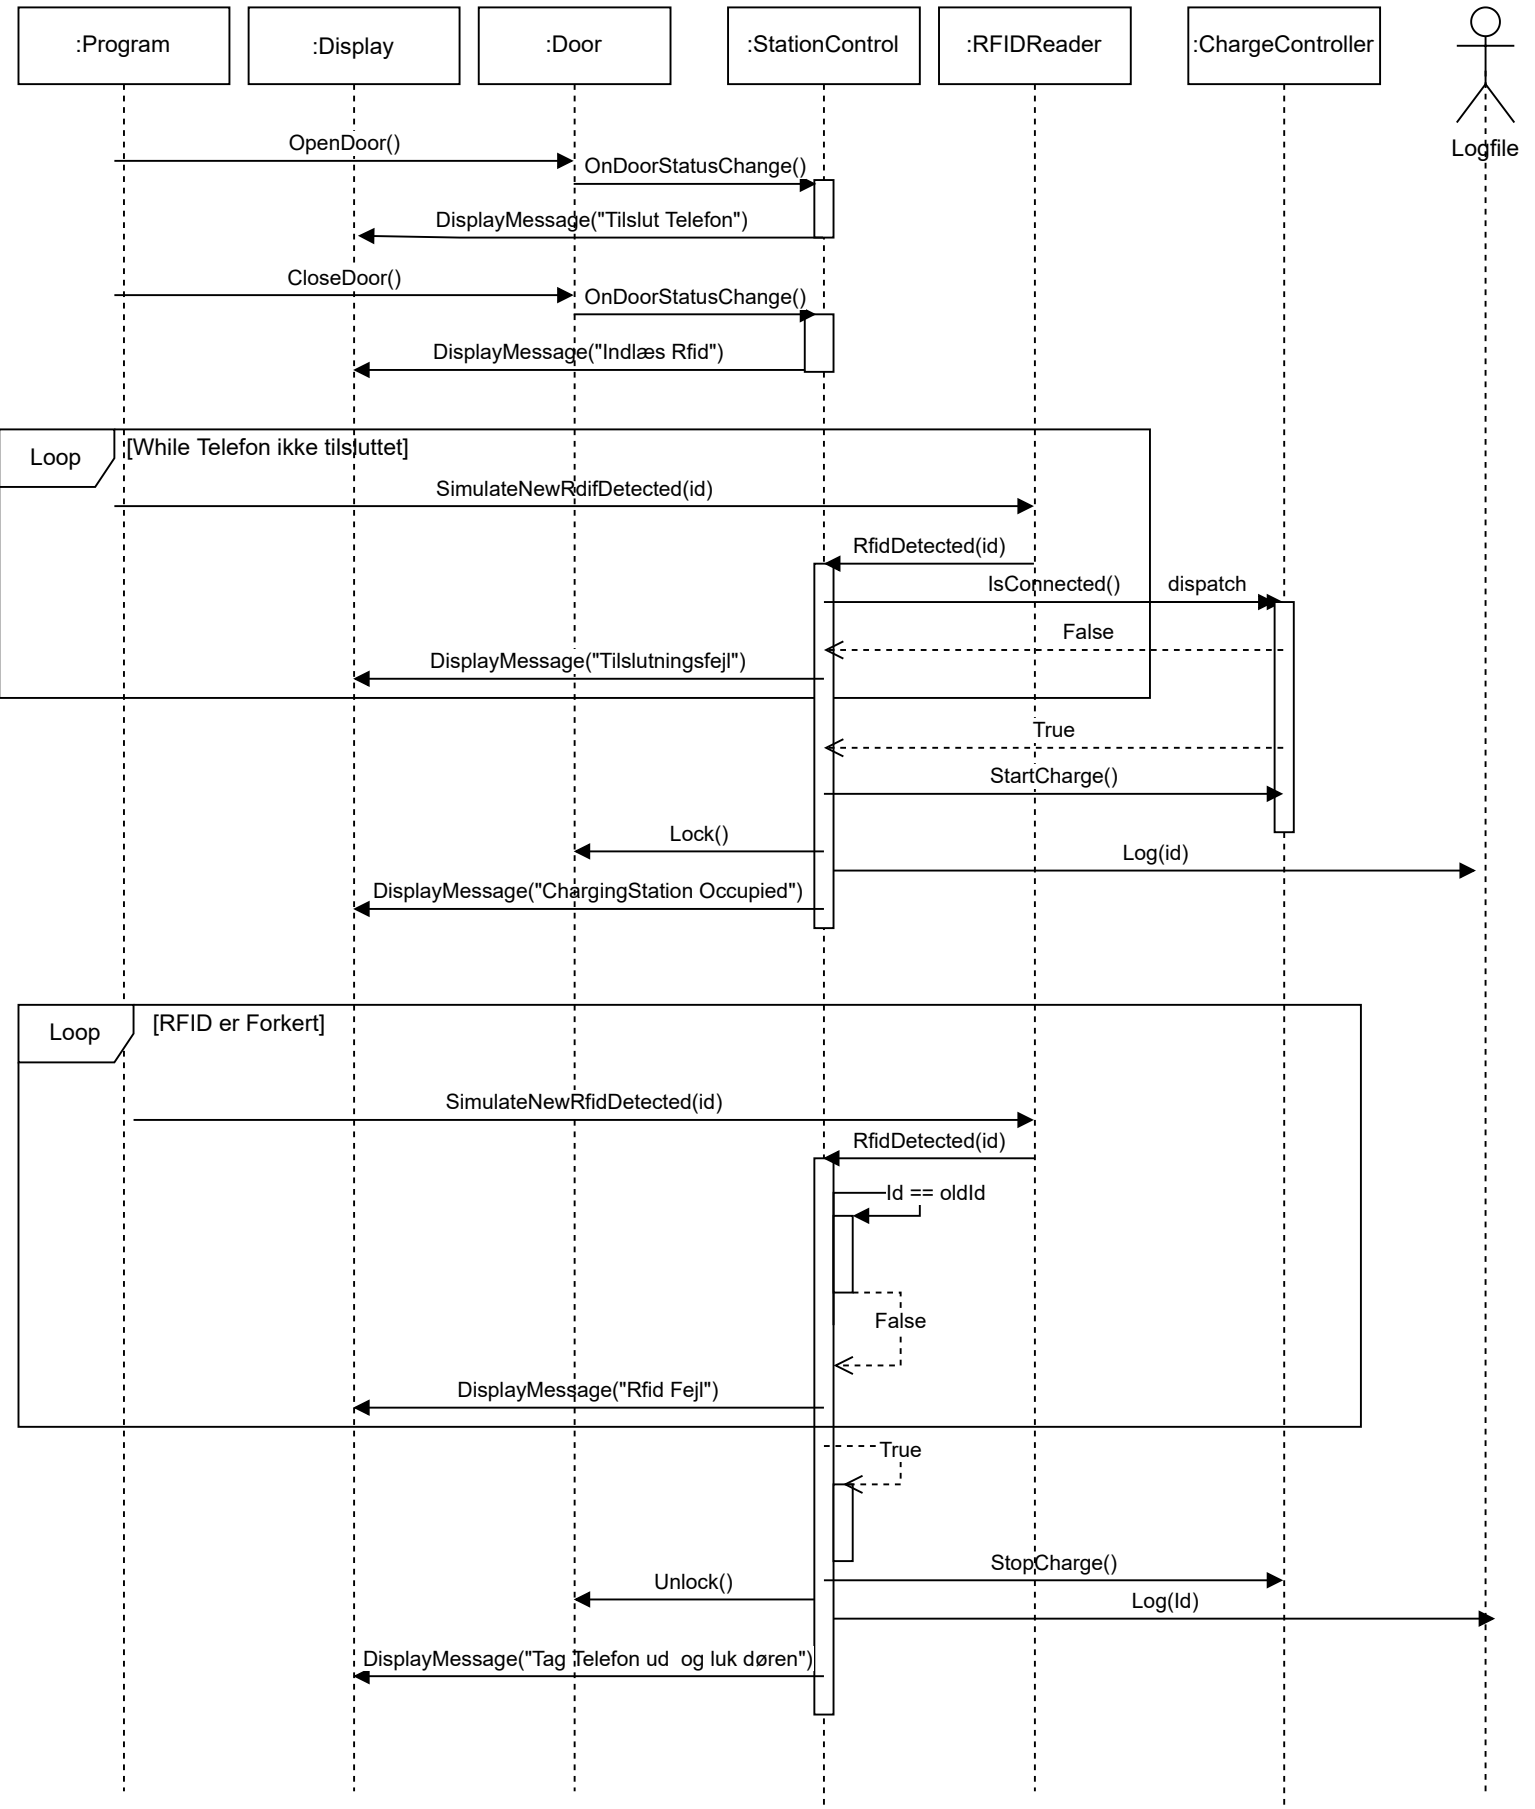 :Program
:Display
:Door
:StationControl
:RFIDReader
:ChargeController
Logfile
OpenDoor()
OnDoorStatusChange()
DisplayMessage("Tilslut Telefon")
CloseDoor()
OnDoorStatusChange()
DisplayMessage("Indlæs Rfid")
Loop
[While Telefon ikke tilsluttet]
SimulateNewRdifDetected(id)
RfidDetected(id)
IsConnected()
dispatch
False
DisplayMessage("Tilslutningsfejl")
True
StartCharge()
Lock()
Log(id)
DisplayMessage("ChargingStation Occupied")
Loop
[RFID er Forkert]
SimulateNewRfidDetected(id)
RfidDetected(id)
Id == oldId
False
DisplayMessage("Rfid Fejl")
True
StopCharge()
Unlock()
Log(Id)
DisplayMessage("Tag Telefon ud  og luk døren")